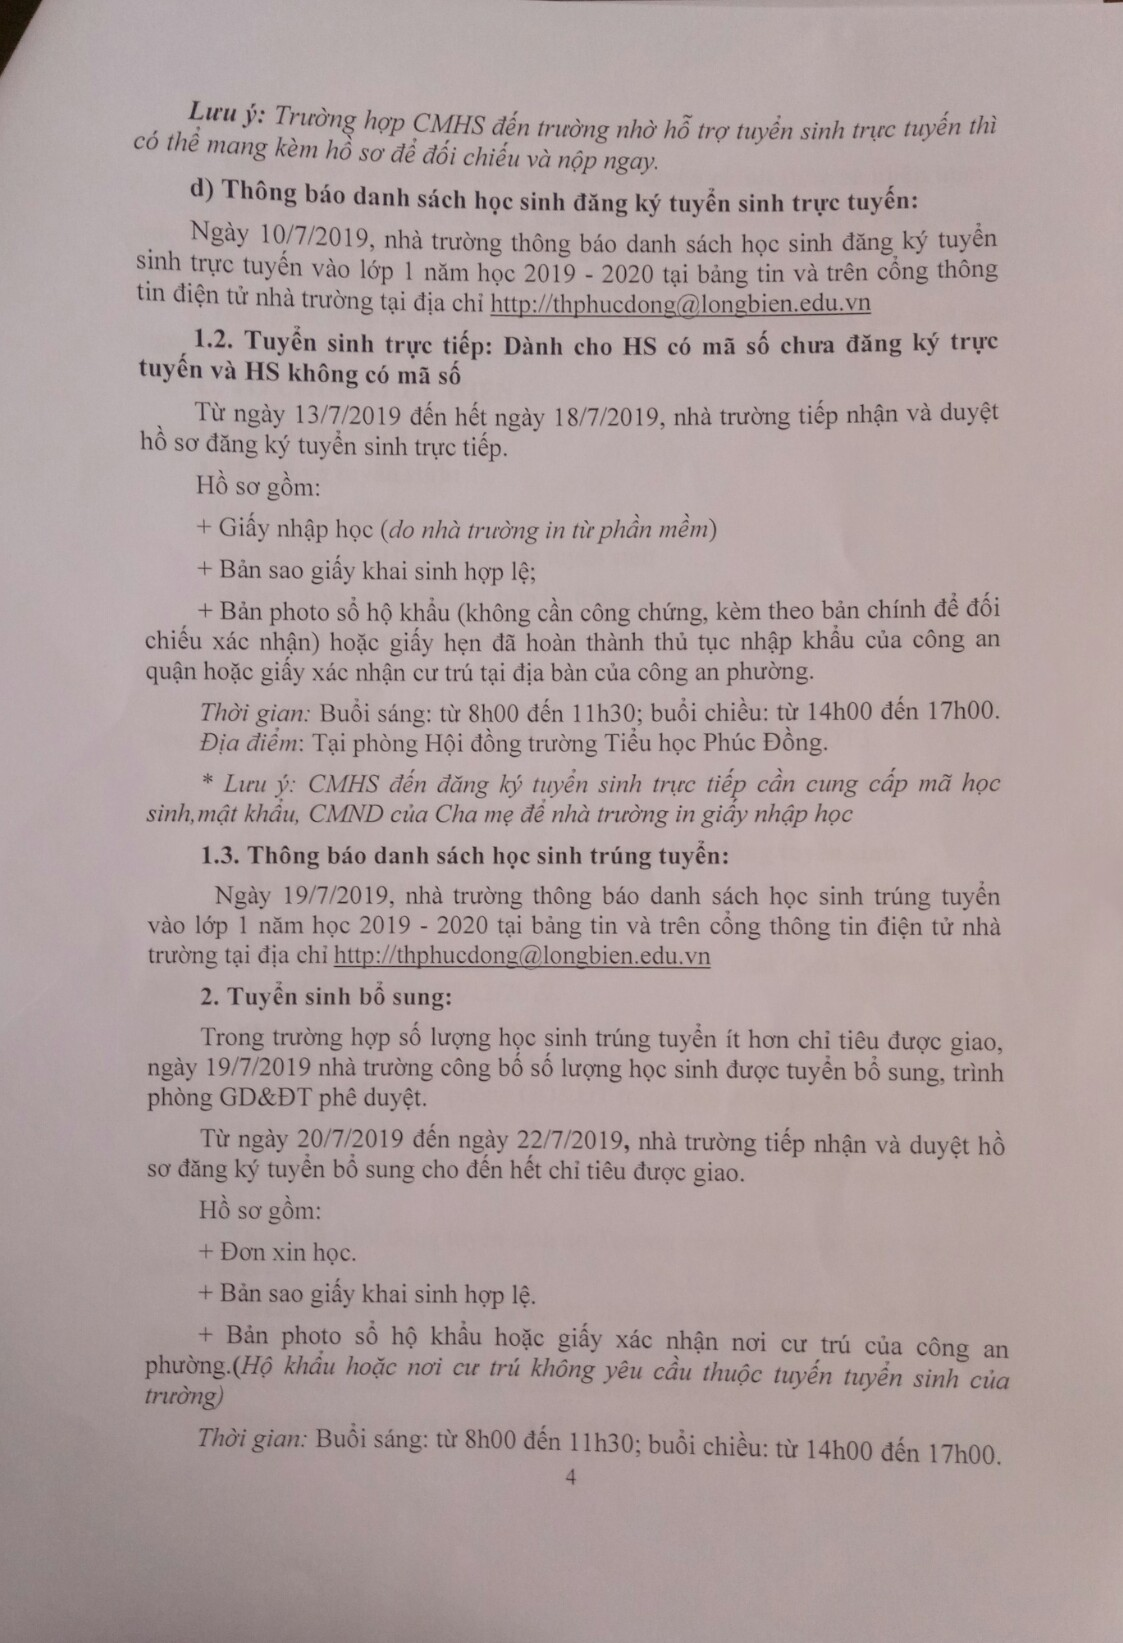 Lưu ý: Trường hợp CMHS đến trường nhờ hỗ trợ tuyển sinh trực tuyến thì
có thể mang kèm hồ sơ để đối chiếu và nộp ngay.
d) Thông báo danh sách học sinh đăng ký tuyển sinh trực tuyến:
Ngày 10/7/2019, nhà trường thông báo danh sách học sinh đăng ký tuyển
sinh trực tuyến vào lớp 1 năm học 2019 - 2020 tại bảng tin và trên cổng thông
tin điện tử nhà trường tại địa chỉ http://thphucdong@longbien.edu.vn
1.2. Tuyển sinh trực tiếp: Dành cho HS có mã số chưa đăng ký trực
tuyến và HS không có mã số
Từ ngày 13/7/2019 đến hết ngày 18/7/2019, nhà trường tiếp nhận và duyệt
hồ sơ đăng ký tuyển sinh trực tiếp.
Hồ sơ gồm:
+ Giấy nhập học (do nhà trường in từ phần mềm)
+ Bản sao giấy khai sinh hợp lệ;
+ Bản photo sổ hộ khẩu (không cần công chứng, kèm theo bản chính để đối
chiếu xác nhận) hoặc giấy hẹn đã hoàn thành thủ tục nhập khẩu của công an
quận hoặc giấy xác nhận cư trú tại địa bàn của công an phường.
Thời gian: Buổi sáng: từ 8h00 đến 11h30; buổi chiều: từ 14h00 đến 17h00.
Địa điểm: Tại phòng Hội đồng trường Tiểu học Phúc Đồng.
* Lưu ý: CMHS đến đăng ký tuyển sinh trực tiếp cần cung cấp mã học
sinh,mật khẩu, CMND của Cha mẹ để nhà trường in giấy nhập học
1.3. Thông báo danh sách học sinh trúng tuyển:
Ngày 19/7/2019, nhà trường thông báo danh sách học sinh trúng tuyển
vào lớp 1 năm học 2019 - 2020 tại bảng tin và trên cổng thông tin điện tử nhà
trường tại địa chỉ http://thphucdong@longbien.edu.vn
2. Tuyển sinh bổ sung:
Trong trường hợp số lượng học sinh trúng tuyển ít hơn chỉ tiêu được giao,
ngày 19/7/2019 nhà trường công bố số lượng học sinh được tuyển bổ sung, trình
phòng GD&ĐT phê duyệt.
Từ ngày 20/7/2019 đến ngày 22/7/2019, nhà trường tiếp nhận và duyệt hồ
sơ đăng ký tuyển bổ sung cho đến hết chỉ tiêu được giao.
Hồ sơ gồm:
+ Đơn xin học.
+ Bản sao giấy khai sinh hợp lệ.
+ Bản photo sổ hộ khẩu hoặc giấy xác nhận nơi cư trú của công an
phường.(Hộ khẩu hoặc nơi cư trú không yêu cầu thuộc tuyến tuyển sinh của
trường)
Thời gian: Buổi sáng: từ 8h00 đến 11h30; buổi chiều: từ 14h00 đến 17h00.
4